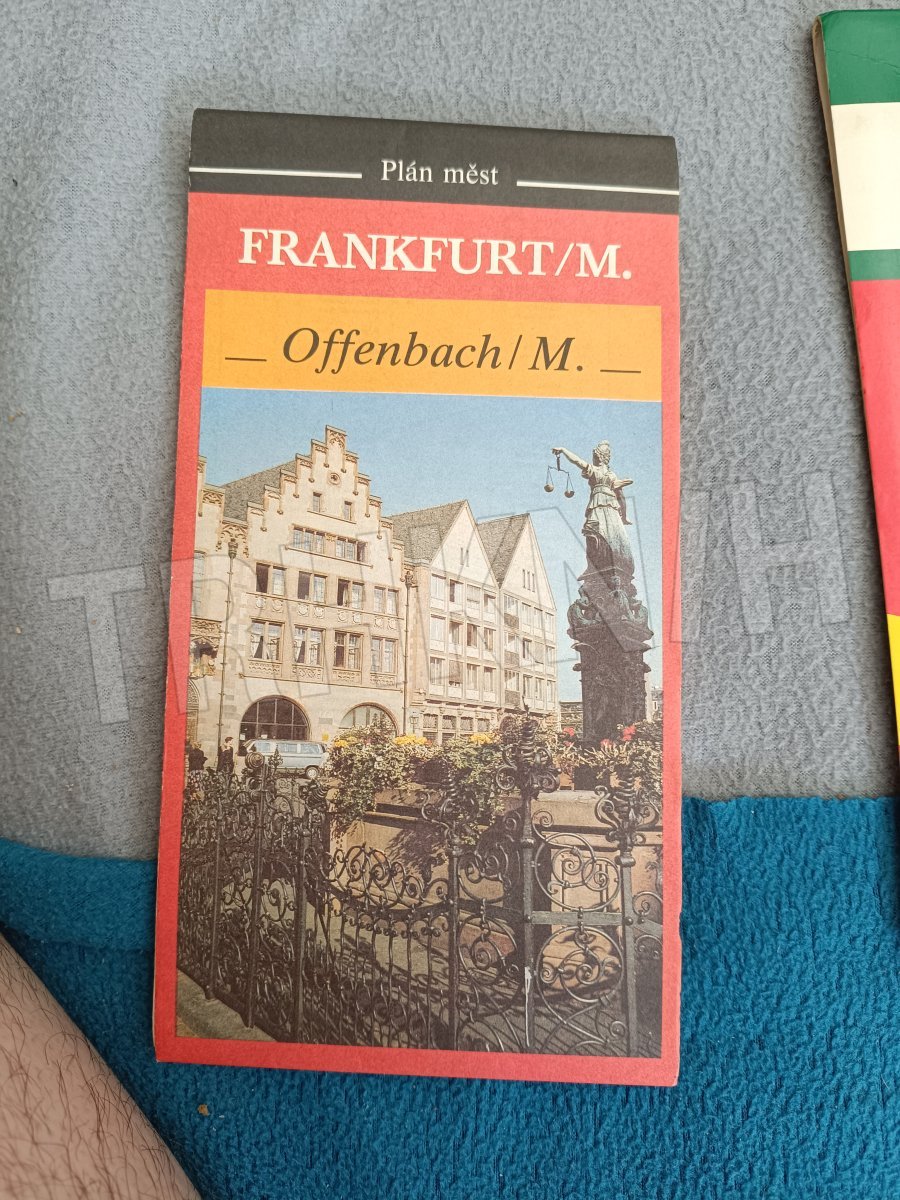 Plán měst
FRANKFURT/M.
— Offenbach/M. —